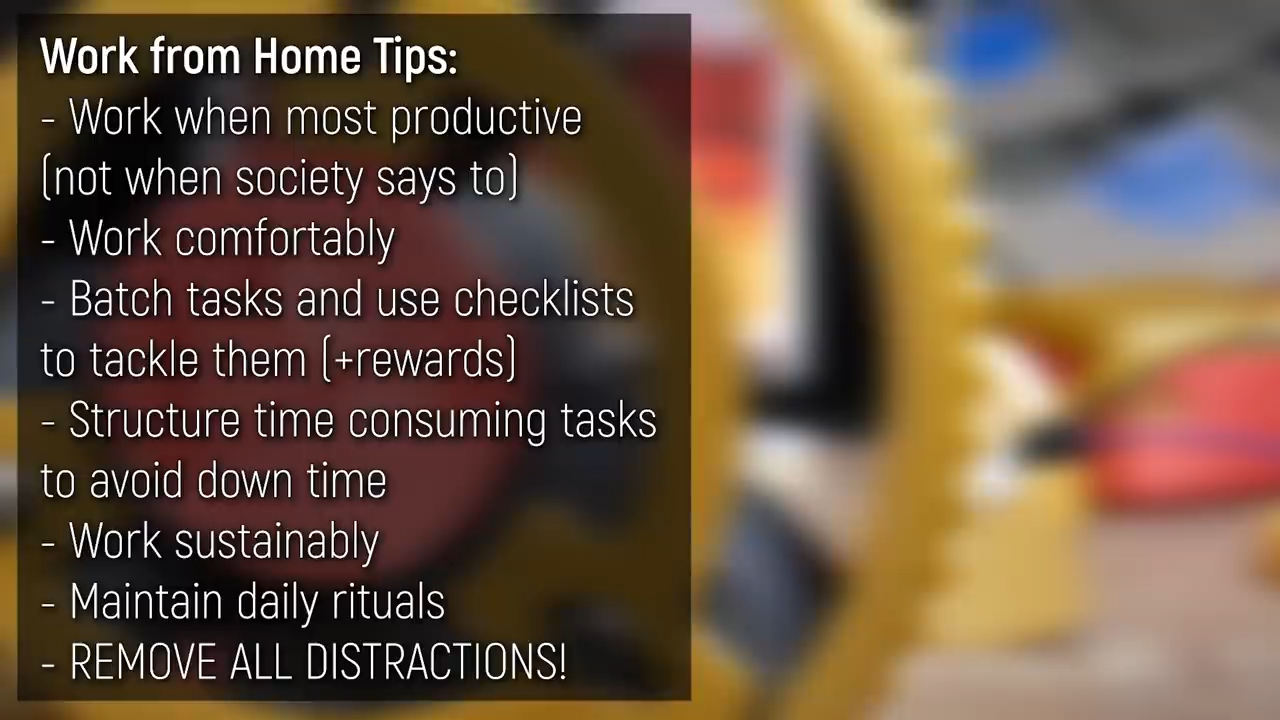 Work from Home Tips:
- Work when most productive
(not when society says to)
- Work comfortably
- Batch tasks and use checklists
to tackle them (+rewards)
- Structure time consuming tasks
to avoid down time
- Work sustainably
- Maintain daily rituals
- REMOVE ALL DISTRACTIONS!